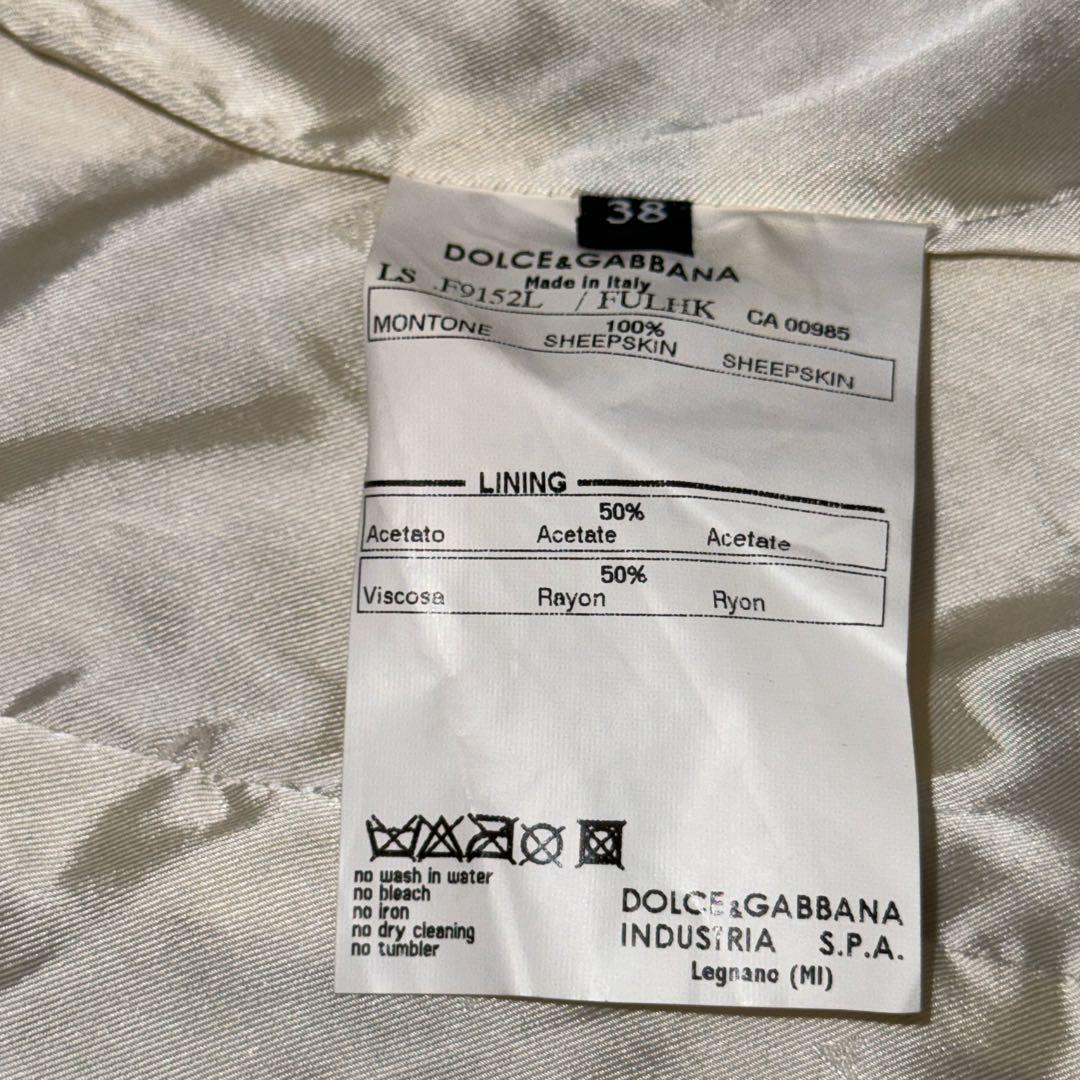 38
DOLCE&GABBANA
Made in Italy
LS .F9152L / FULHK CA 00985
100%
MONTONE SHEEPSKIN SHEEPSKIN
LINING
50%
Acetato Acetate Acetate
50%
Viscosa Rayon Ryon
no wash in water
no bleach
no iron
no dry cleaning
no tumbler
DOLCE&GABBANA
INDUSTRIA S.P.A.
Legnano (MI)